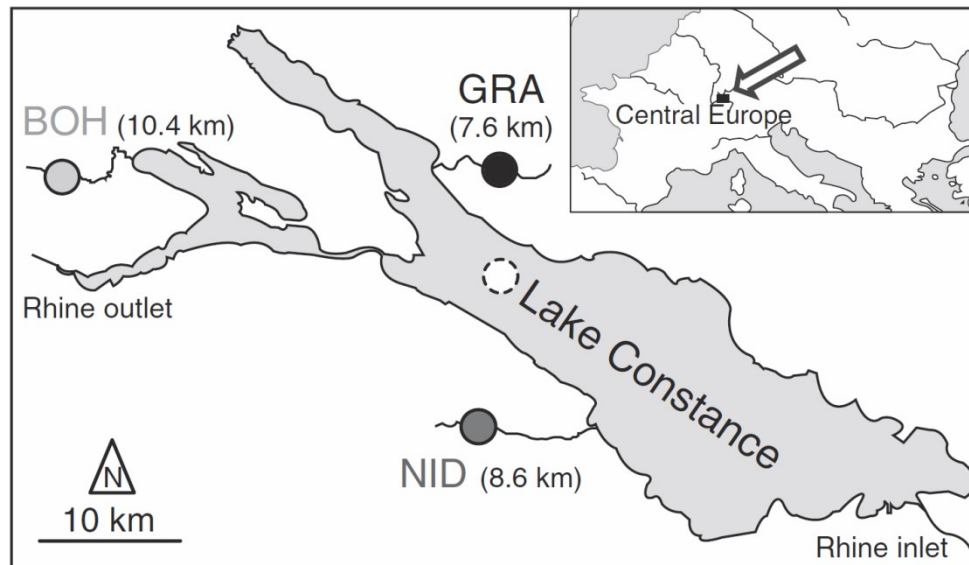 BOH (10.4 km)
GRA
(7.6 km)
Central Europe
Rhine outlet
Lake Constance
NID (8.6 km)
N
10 km
Rhine inlet